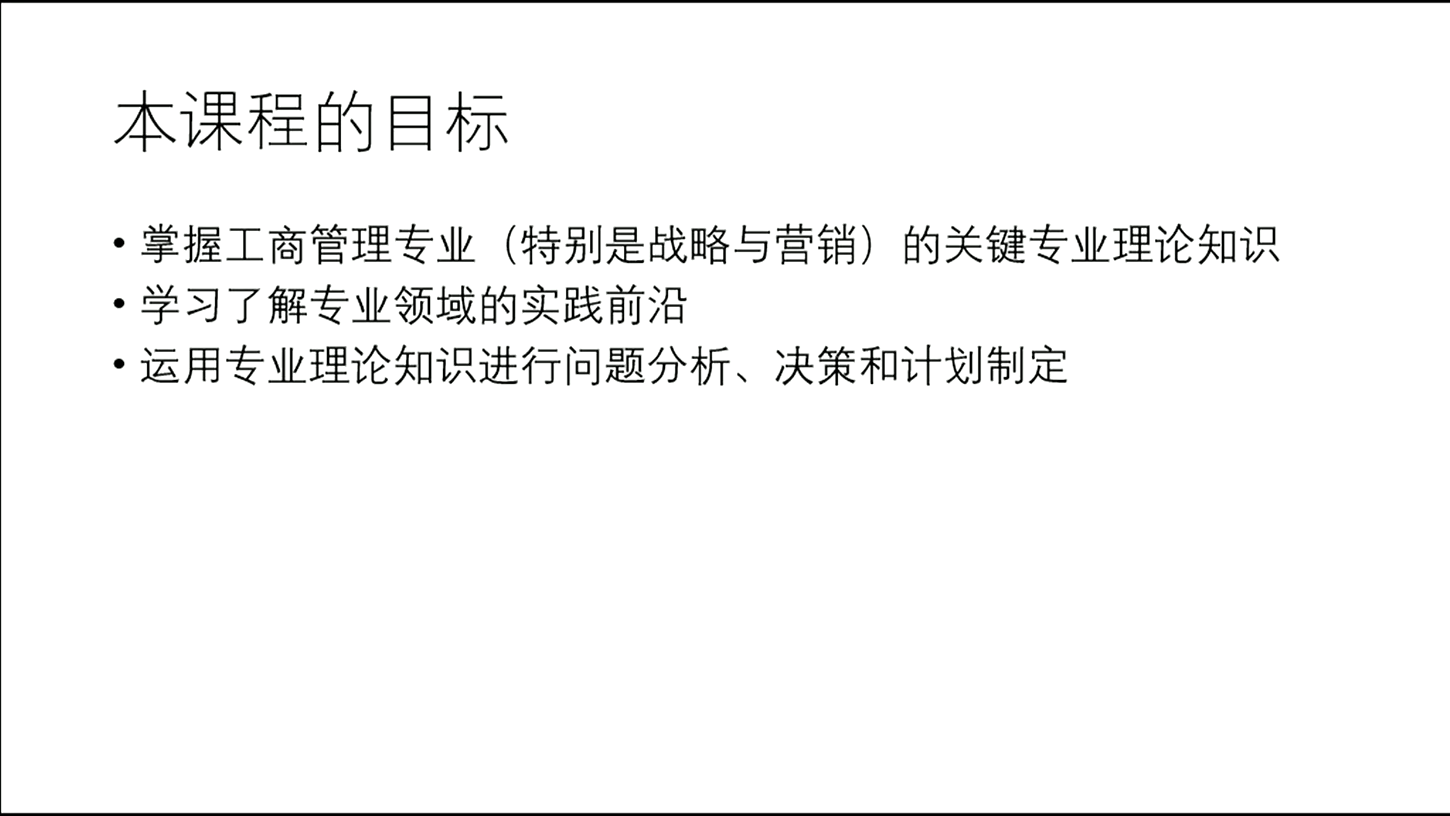 本课程的目标
• 掌握工商管理专业（特别是战略与营销）的关键专业理论知识
• 学习了解专业领域的实践前沿
• 运用专业理论知识进行问题分析、决策和计划制定